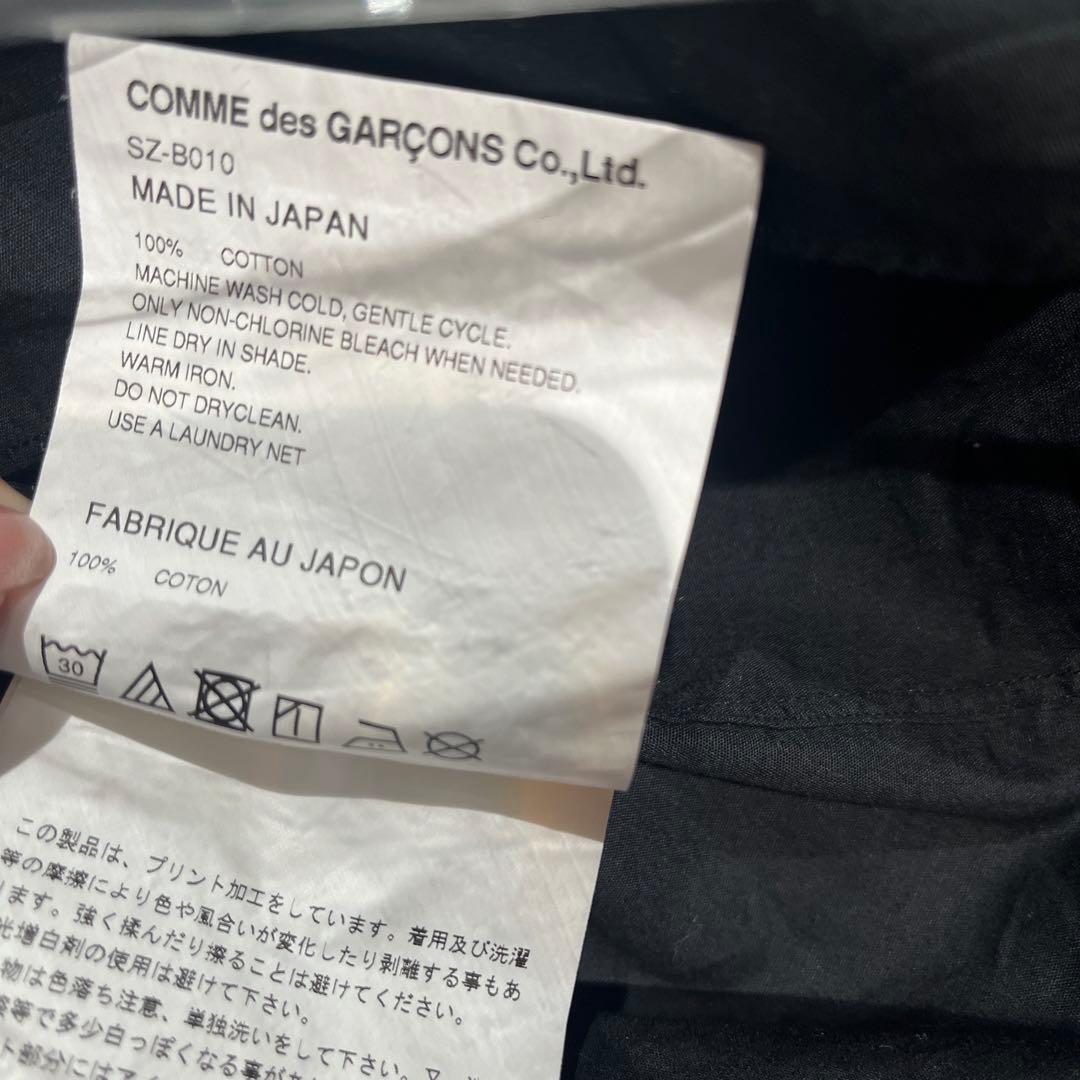 COMME des GARÇONS Co.,Ltd.
SZ-B010
MADE IN JAPAN
100% COTTON
MACHINE WASH COLD, GENTLE CYCLE.
ONLY NON-CHLORINE BLEACH WHEN NEEDED.
LINE DRY IN SHADE.
WARM IRON.
DO NOT DRYCLEAN.
USE A LAUNDRY NET
FABRIQUE AU JAPON
100% COTON
30
この製品は、プリント加工をしています。着用及び洗濯
等の摩擦により色や風合いが変化したり剥離する事もあ
ります。強く揉んだり擦ることは避けてください。
光増白剤の使用は避けて下さい。
物は色落ち注意、単独洗いをして下さい。又、
等で多少白っぽくなる事が
ト部分には